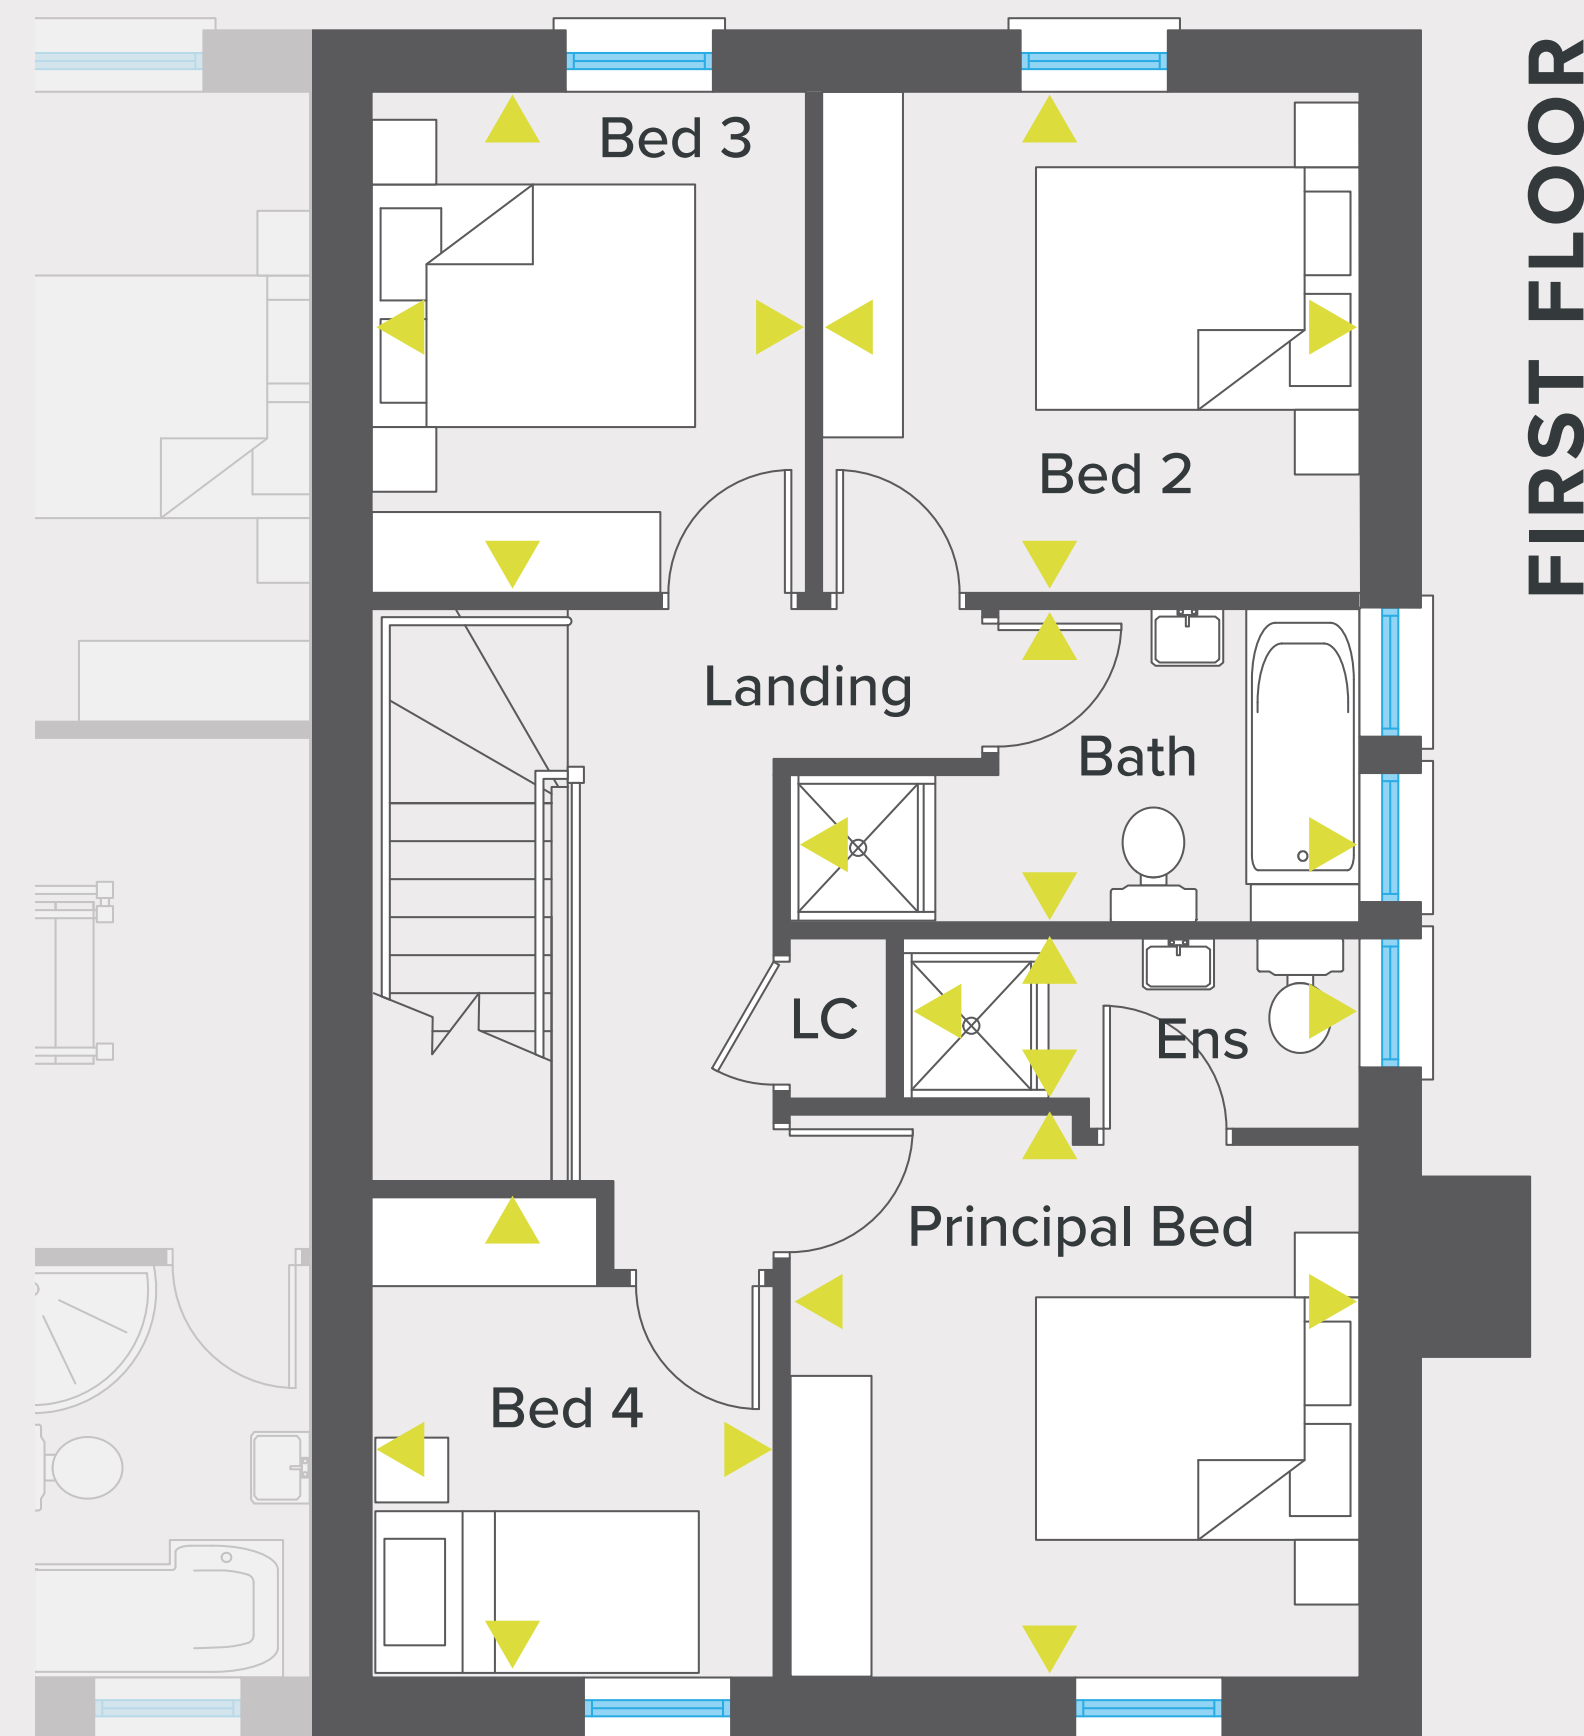 FIRST FLOOR
Bed 3
Bed 2
Landing
Bath
LC
Ens
Principal Bed
Bed 4